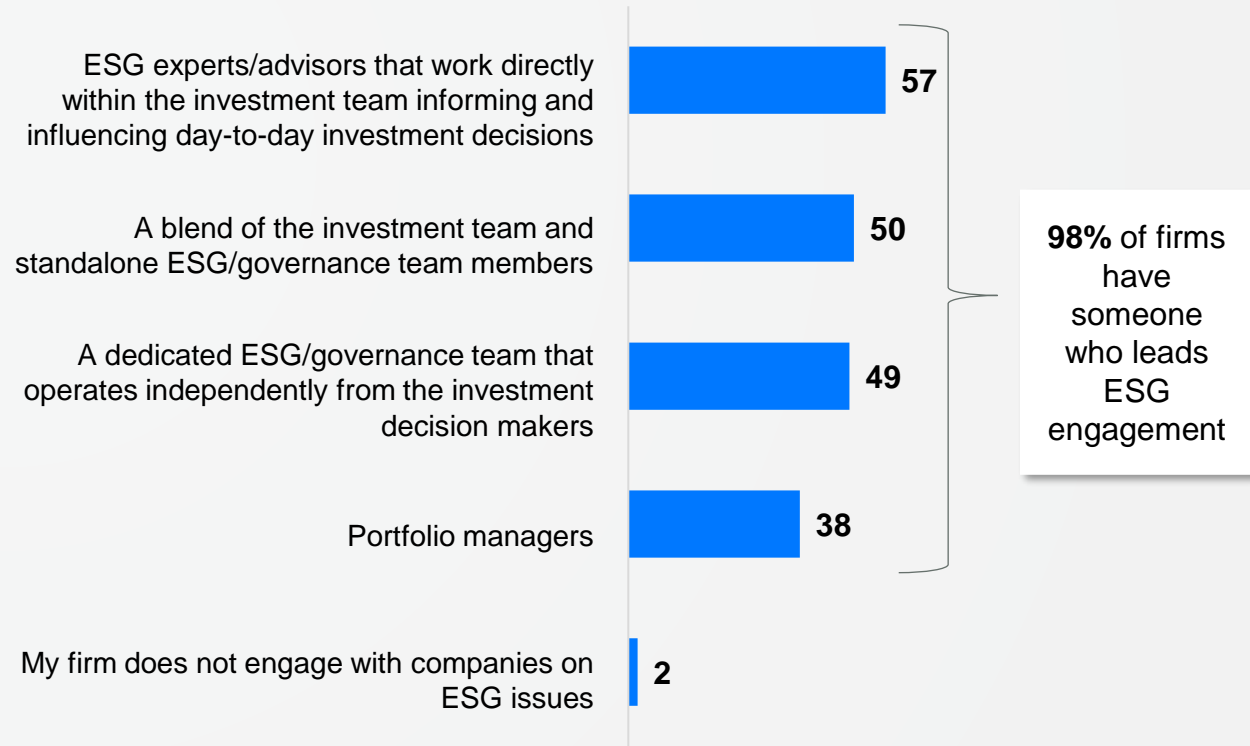 ESG experts/advisors that work directly
within the investment team informing and
influencing day-to-day investment decisions
57
A blend of the investment team and
standalone ESG/governance team members
50
A dedicated ESG/governance team that
operates independently from the investment
decision makers
49
Portfolio managers
38
My firm does not engage with companies on
ESG issues
2
98% of firms
have
someone
who leads
ESG
engagement